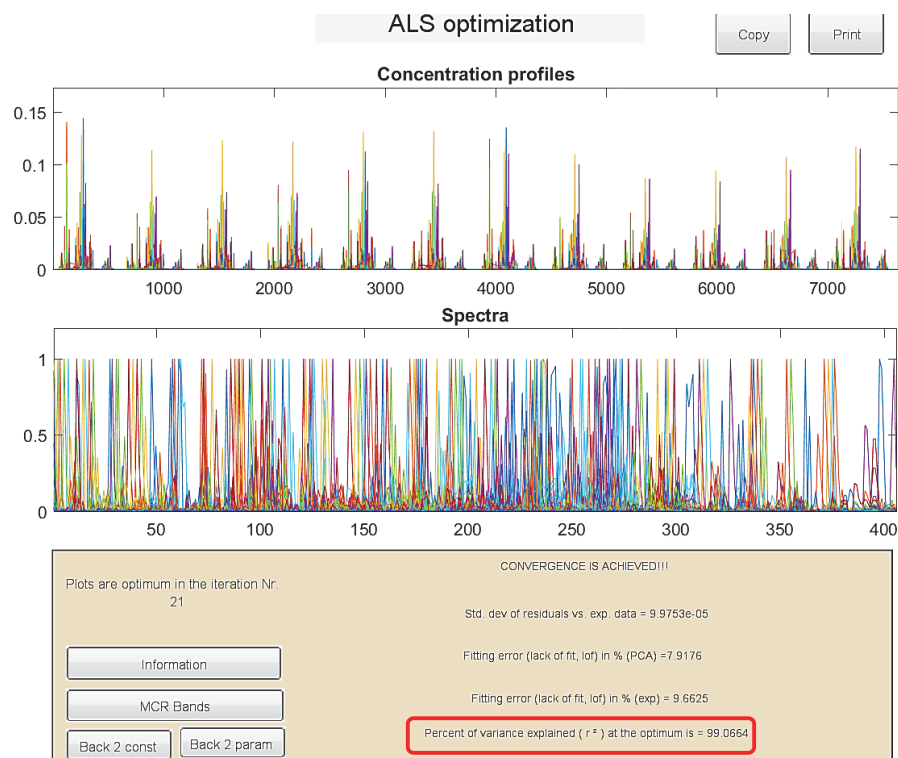 ALS optimization
Copy
Print
Concentration profiles
0.15
0.1
0.05
0
1000 2000 3000 4000 5000 6000 7000
Spectra
1
0.5
0
50 100 150 200 250 300 350 400
CONVERGENCE IS ACHIEVED!!!
Plots are optimum in the iteration Nr.
21
Std. dev of residuals vs. exp. data = 9.9753e-05
Information
Fitting error (lack of fit, lof) in % (PCA) =7.9176
MCR Bands
Fitting error (lack of fit, lof) in % (exp) = 9.6625
Back 2 const
Back 2 param
Percent of variance explained ( r ² ) at the optimum is = 99.0664